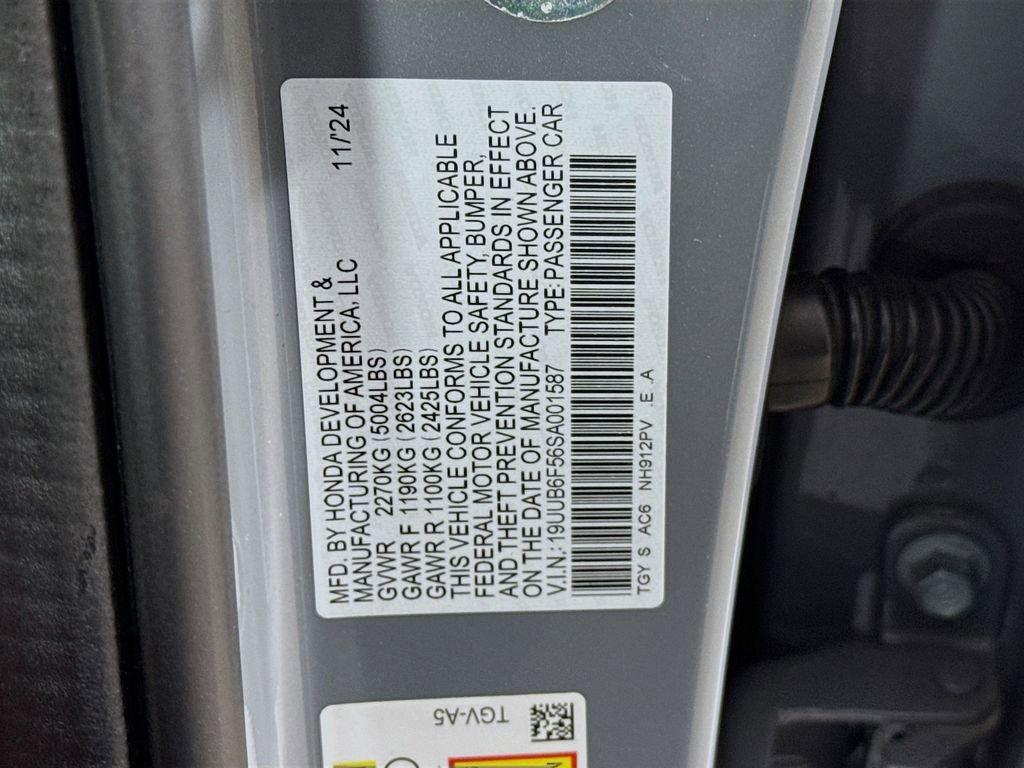 MFD. BY HONDA DEVELOPMENT &
MANUFACTURING OF AMERICA, LLC 11/'24
GVWR 2270KG (5004LBS)
GAWR F 1190KG (2623LBS)
GAWR R 1100KG (2425LBS)
THIS VEHICLE CONFORMS TO ALL APPLICABLE
FEDERAL MOTOR VEHICLE SAFETY, BUMPER,
AND THEFT PREVENTION STANDARDS IN EFFECT
ON THE DATE OF MANUFACTURE SHOWN ABOVE.
V.I.N.: 19UUB6F56SA001587 TYPE: PASSENGER CAR
TGY S AC6 NH912PV .E .A
TGV-A5